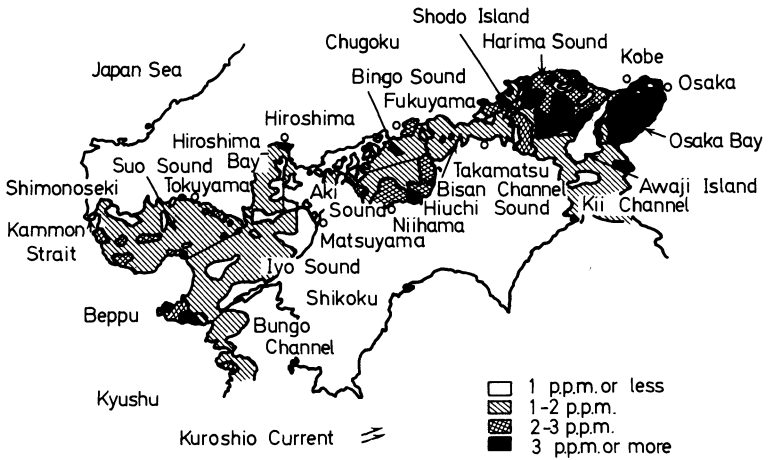 Shodo Island
Chugoku
Harima Sound
Kobe
Japan Sea
Bingo Sound
Osaka
Fukuyama
Hiroshima
Hiroshima
Bay
Osaka Bay
Suo Sound
Tokuyama
Shimonoseki
Aki
Sound
Takamatsu
Bisan Channel
Hiuchi Sound
Niihama
Awaji Island
Kii Channel
Kammon
Strait
Matsuyama
Iyo Sound
Shikoku
Beppu
Bungo
Channel
Kyushu
Kuroshio Current
1 p.p.m. or less
1-2 p.p.m.
2-3 p.p.m.
3 p.p.m. or more